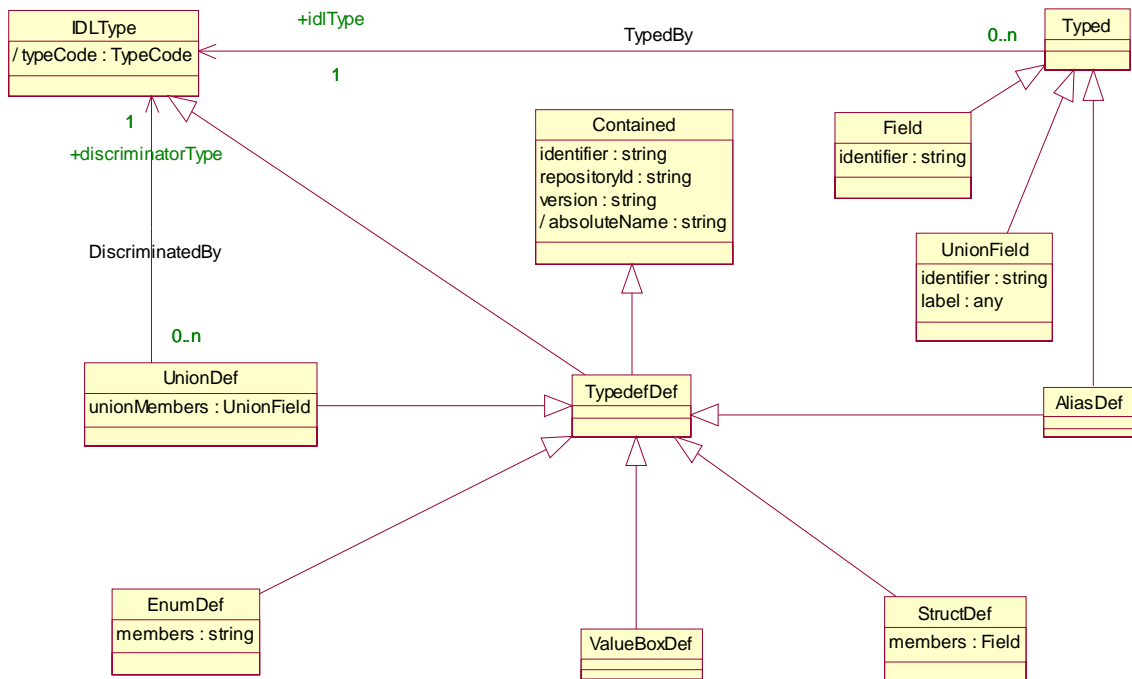 IDLType
/ typeCode : TypeCode
+idlType
1
TypedBy
0..n
Typed
1
+discriminatorType
DiscriminatedBy
0..n
Contained
identifier : string
repositoryId : string
version : string
/ absoluteName : string
Field
identifier : string
UnionField
identifier : string
label : any
UnionDef
unionMembers : UnionField
TypedefDef
AliasDef
EnumDef
members : string
ValueBoxDef
StructDef
members : Field